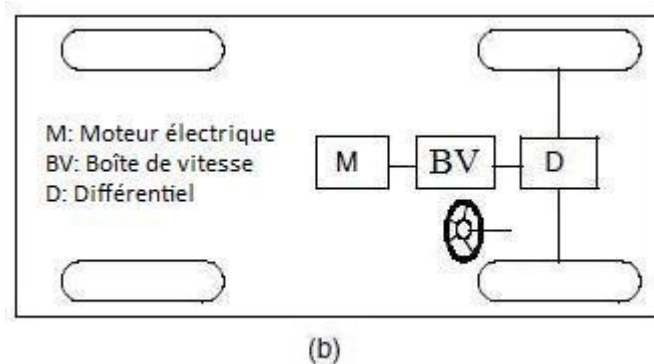 M: Moteur électrique
BV: Boîte de vitesse
D: Différentiel
M
BV
D
(b)